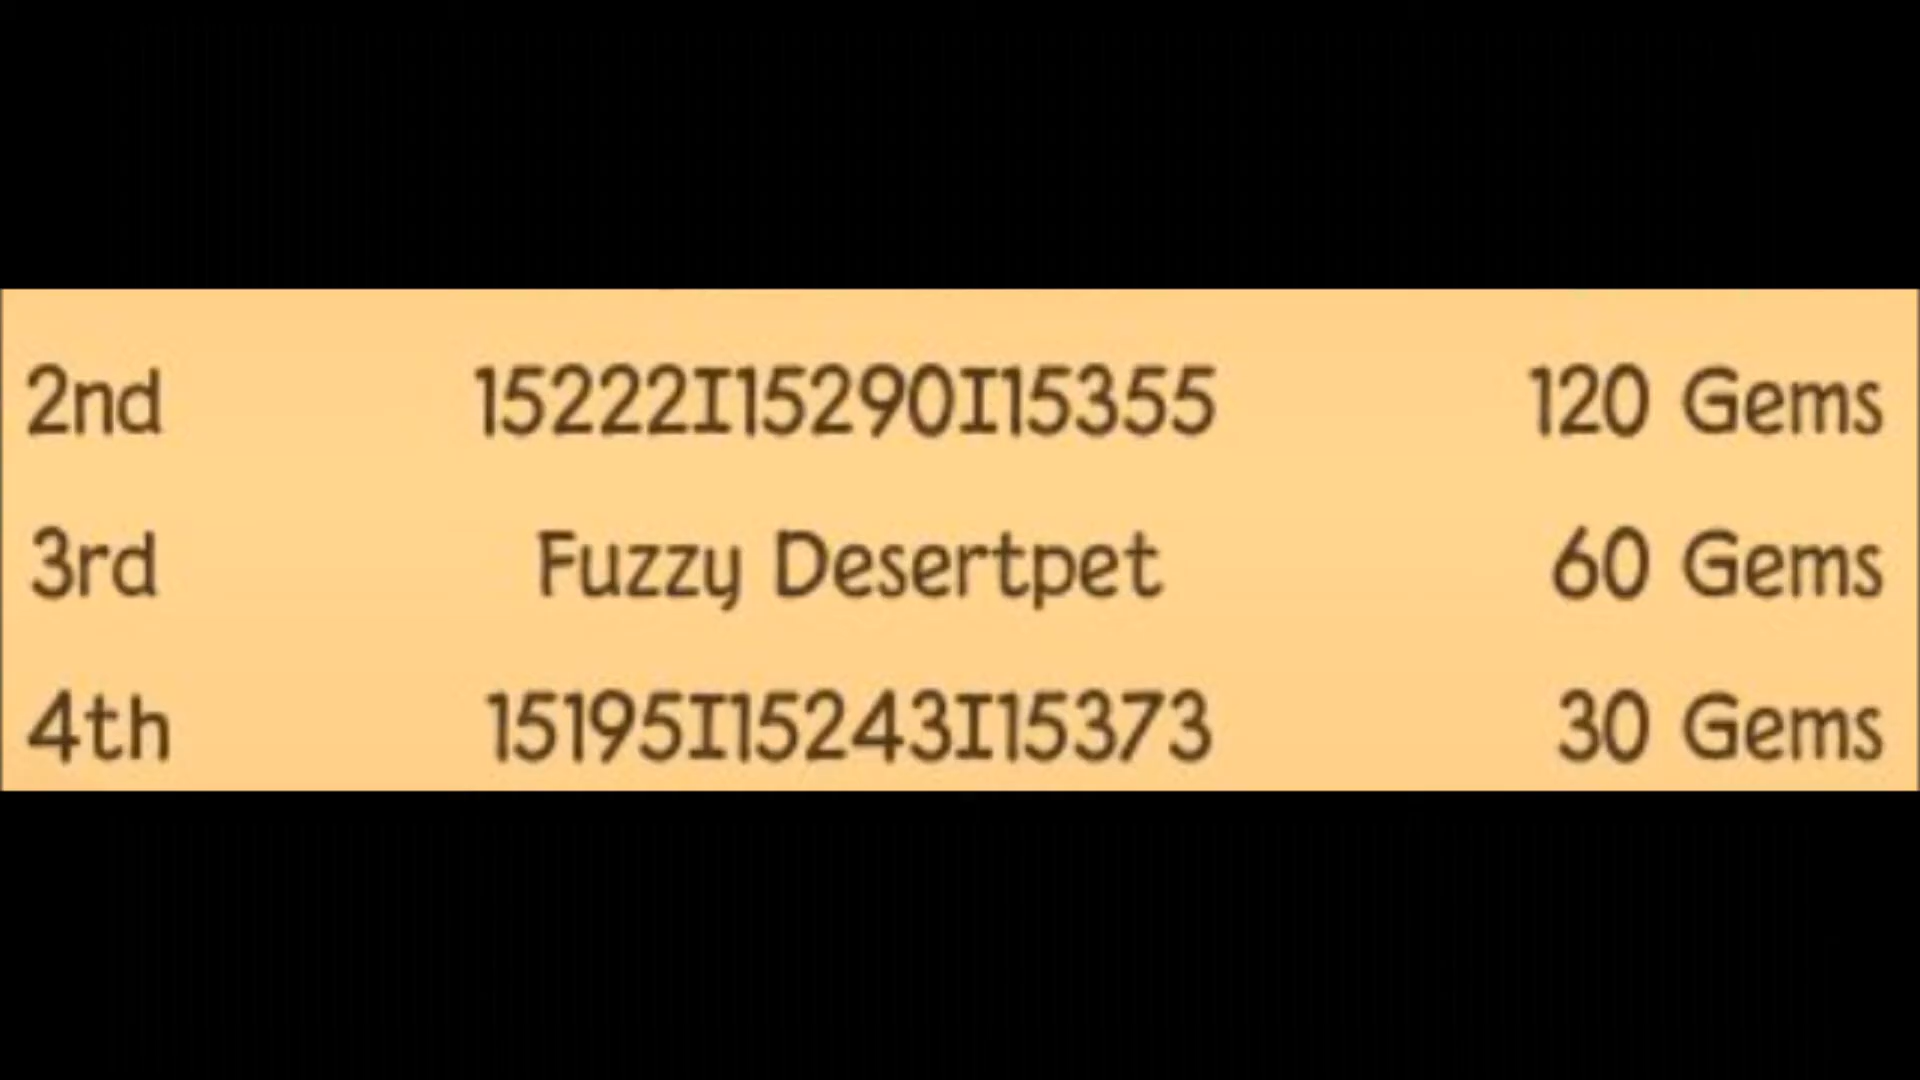 2nd 15222I15290I15355 120 Gems
3rd Fuzzy Desertpet 60 Gems
4th 15195I15243I15373 30 Gems